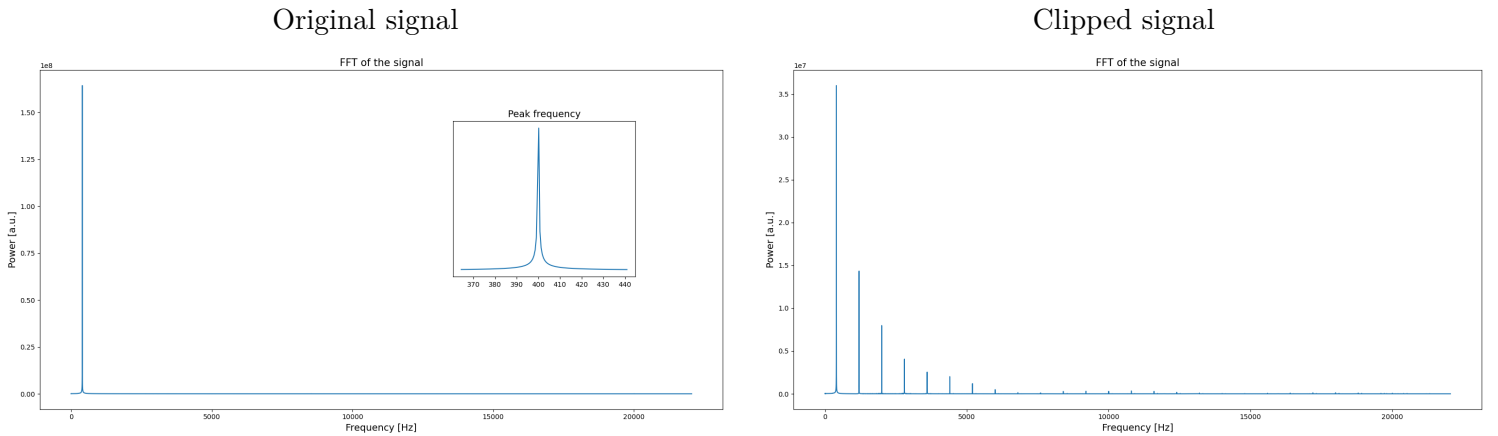 Original signal
Clipped signal
FFT of the signal
1e8
Power [a.u.]
1.50
1.25
1.00
0.75
0.50
0.25
0.00
Peak frequency
370 380 390 400 410 420 430 440
0 5000 10000 15000 20000
Frequency [Hz]
FFT of the signal
1e7
Power [a.u.]
3.5
3.0
2.5
2.0
1.5
1.0
0.5
0.0
0 5000 10000 15000 20000
Frequency [Hz]